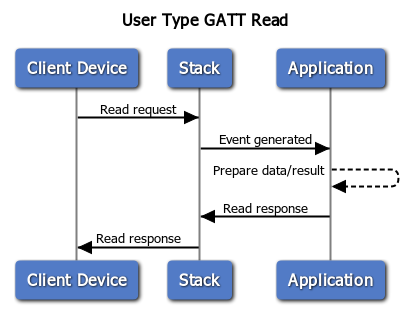 User Type GATT Read
Client Device Stack Application
Read request
Event generated
Prepare data/result
Read response
Read response
Client Device Stack Application